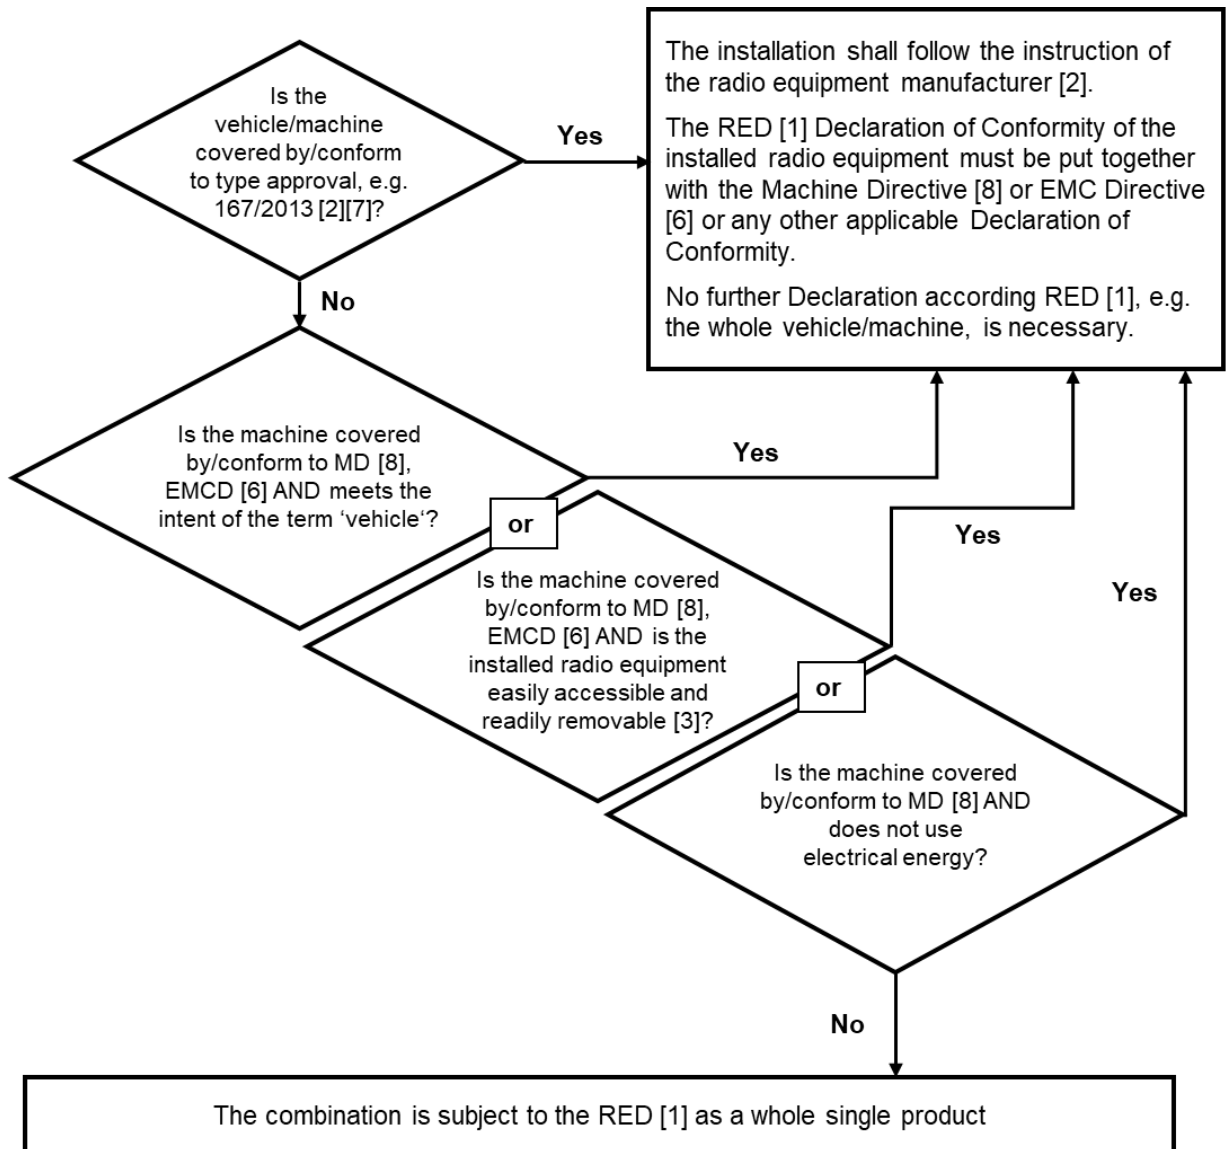 Is the
vehicle/machine
covered by/conform
to type approval, e.g.
167/2013 [2][7]?
Yes
The installation shall follow the instruction of
the radio equipment manufacturer [2].
The RED [1] Declaration of Conformity of the
installed radio equipment must be put together
with the Machine Directive [8] or EMC Directive
[6] or any other applicable Declaration of
Conformity.
No further Declaration according RED [1], e.g.
the whole vehicle/machine, is necessary.
No
Is the machine covered
by/conform to MD [8],
EMCD [6] AND meets the
intent of the term ‘vehicle‘?
Yes
or
Is the machine covered
by/conform to MD [8],
EMCD [6] AND is the
installed radio equipment
easily accessible and
readily removable [3]?
Yes
or
Is the machine covered
by/conform to MD [8] AND
does not use
electrical energy?
Yes
No
The combination is subject to the RED [1] as a whole single product